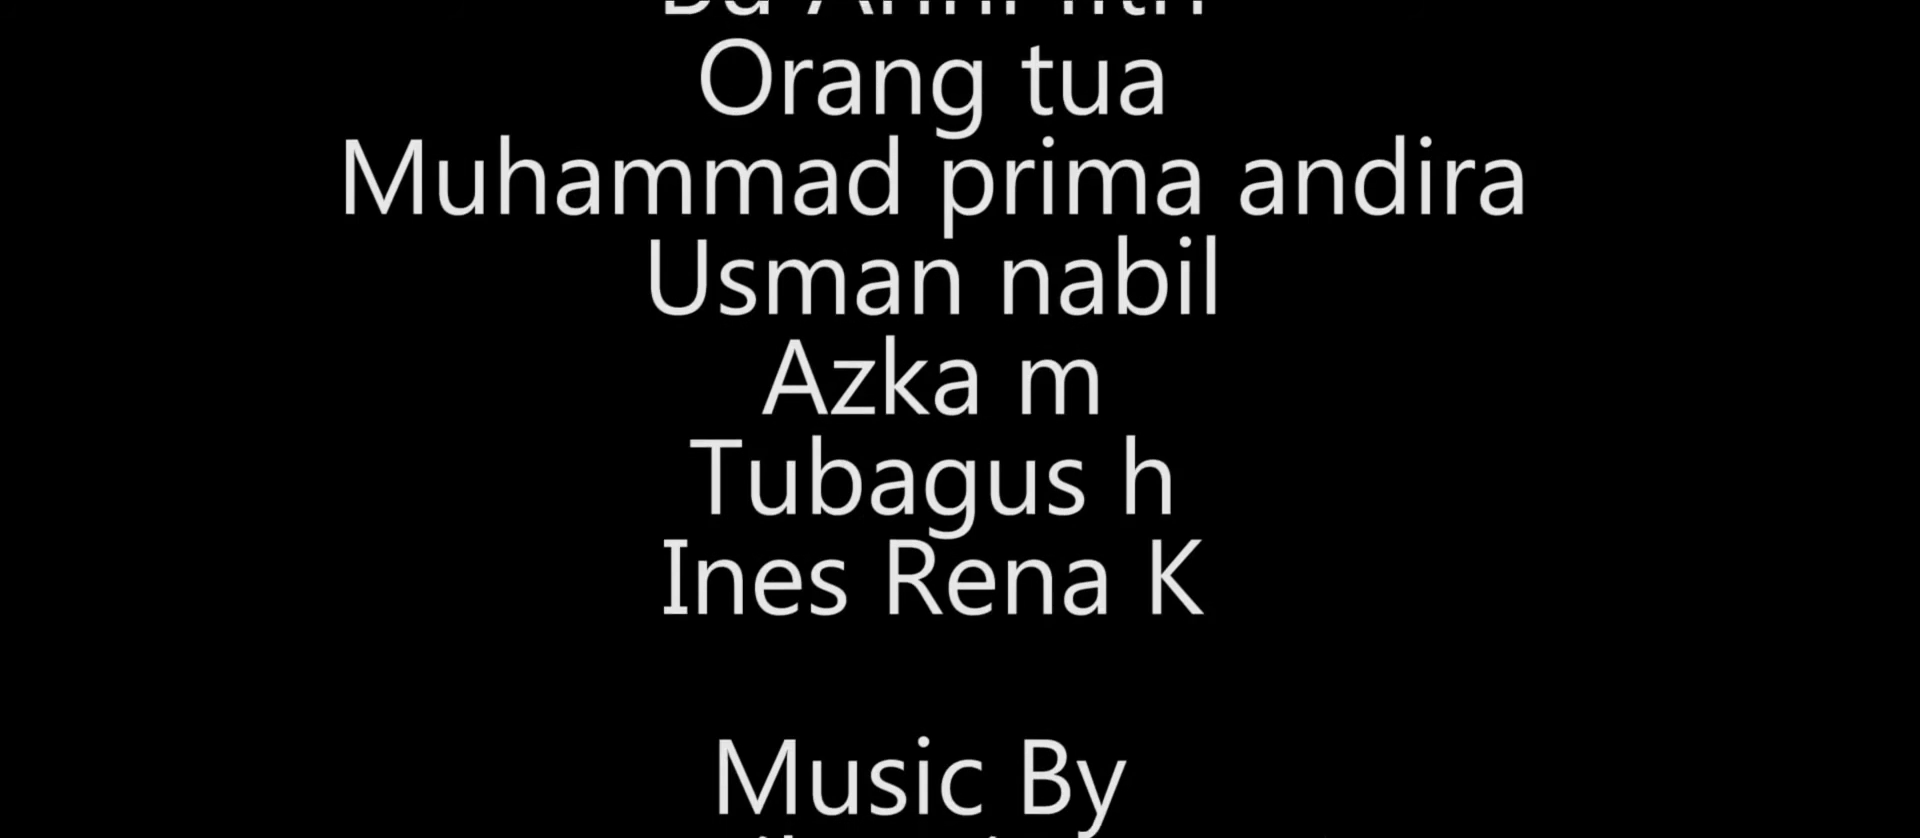 Orang tua
Muhammad prima andira
Usman nabil
Azka m
Tubagus h
Ines Rena K
Music By